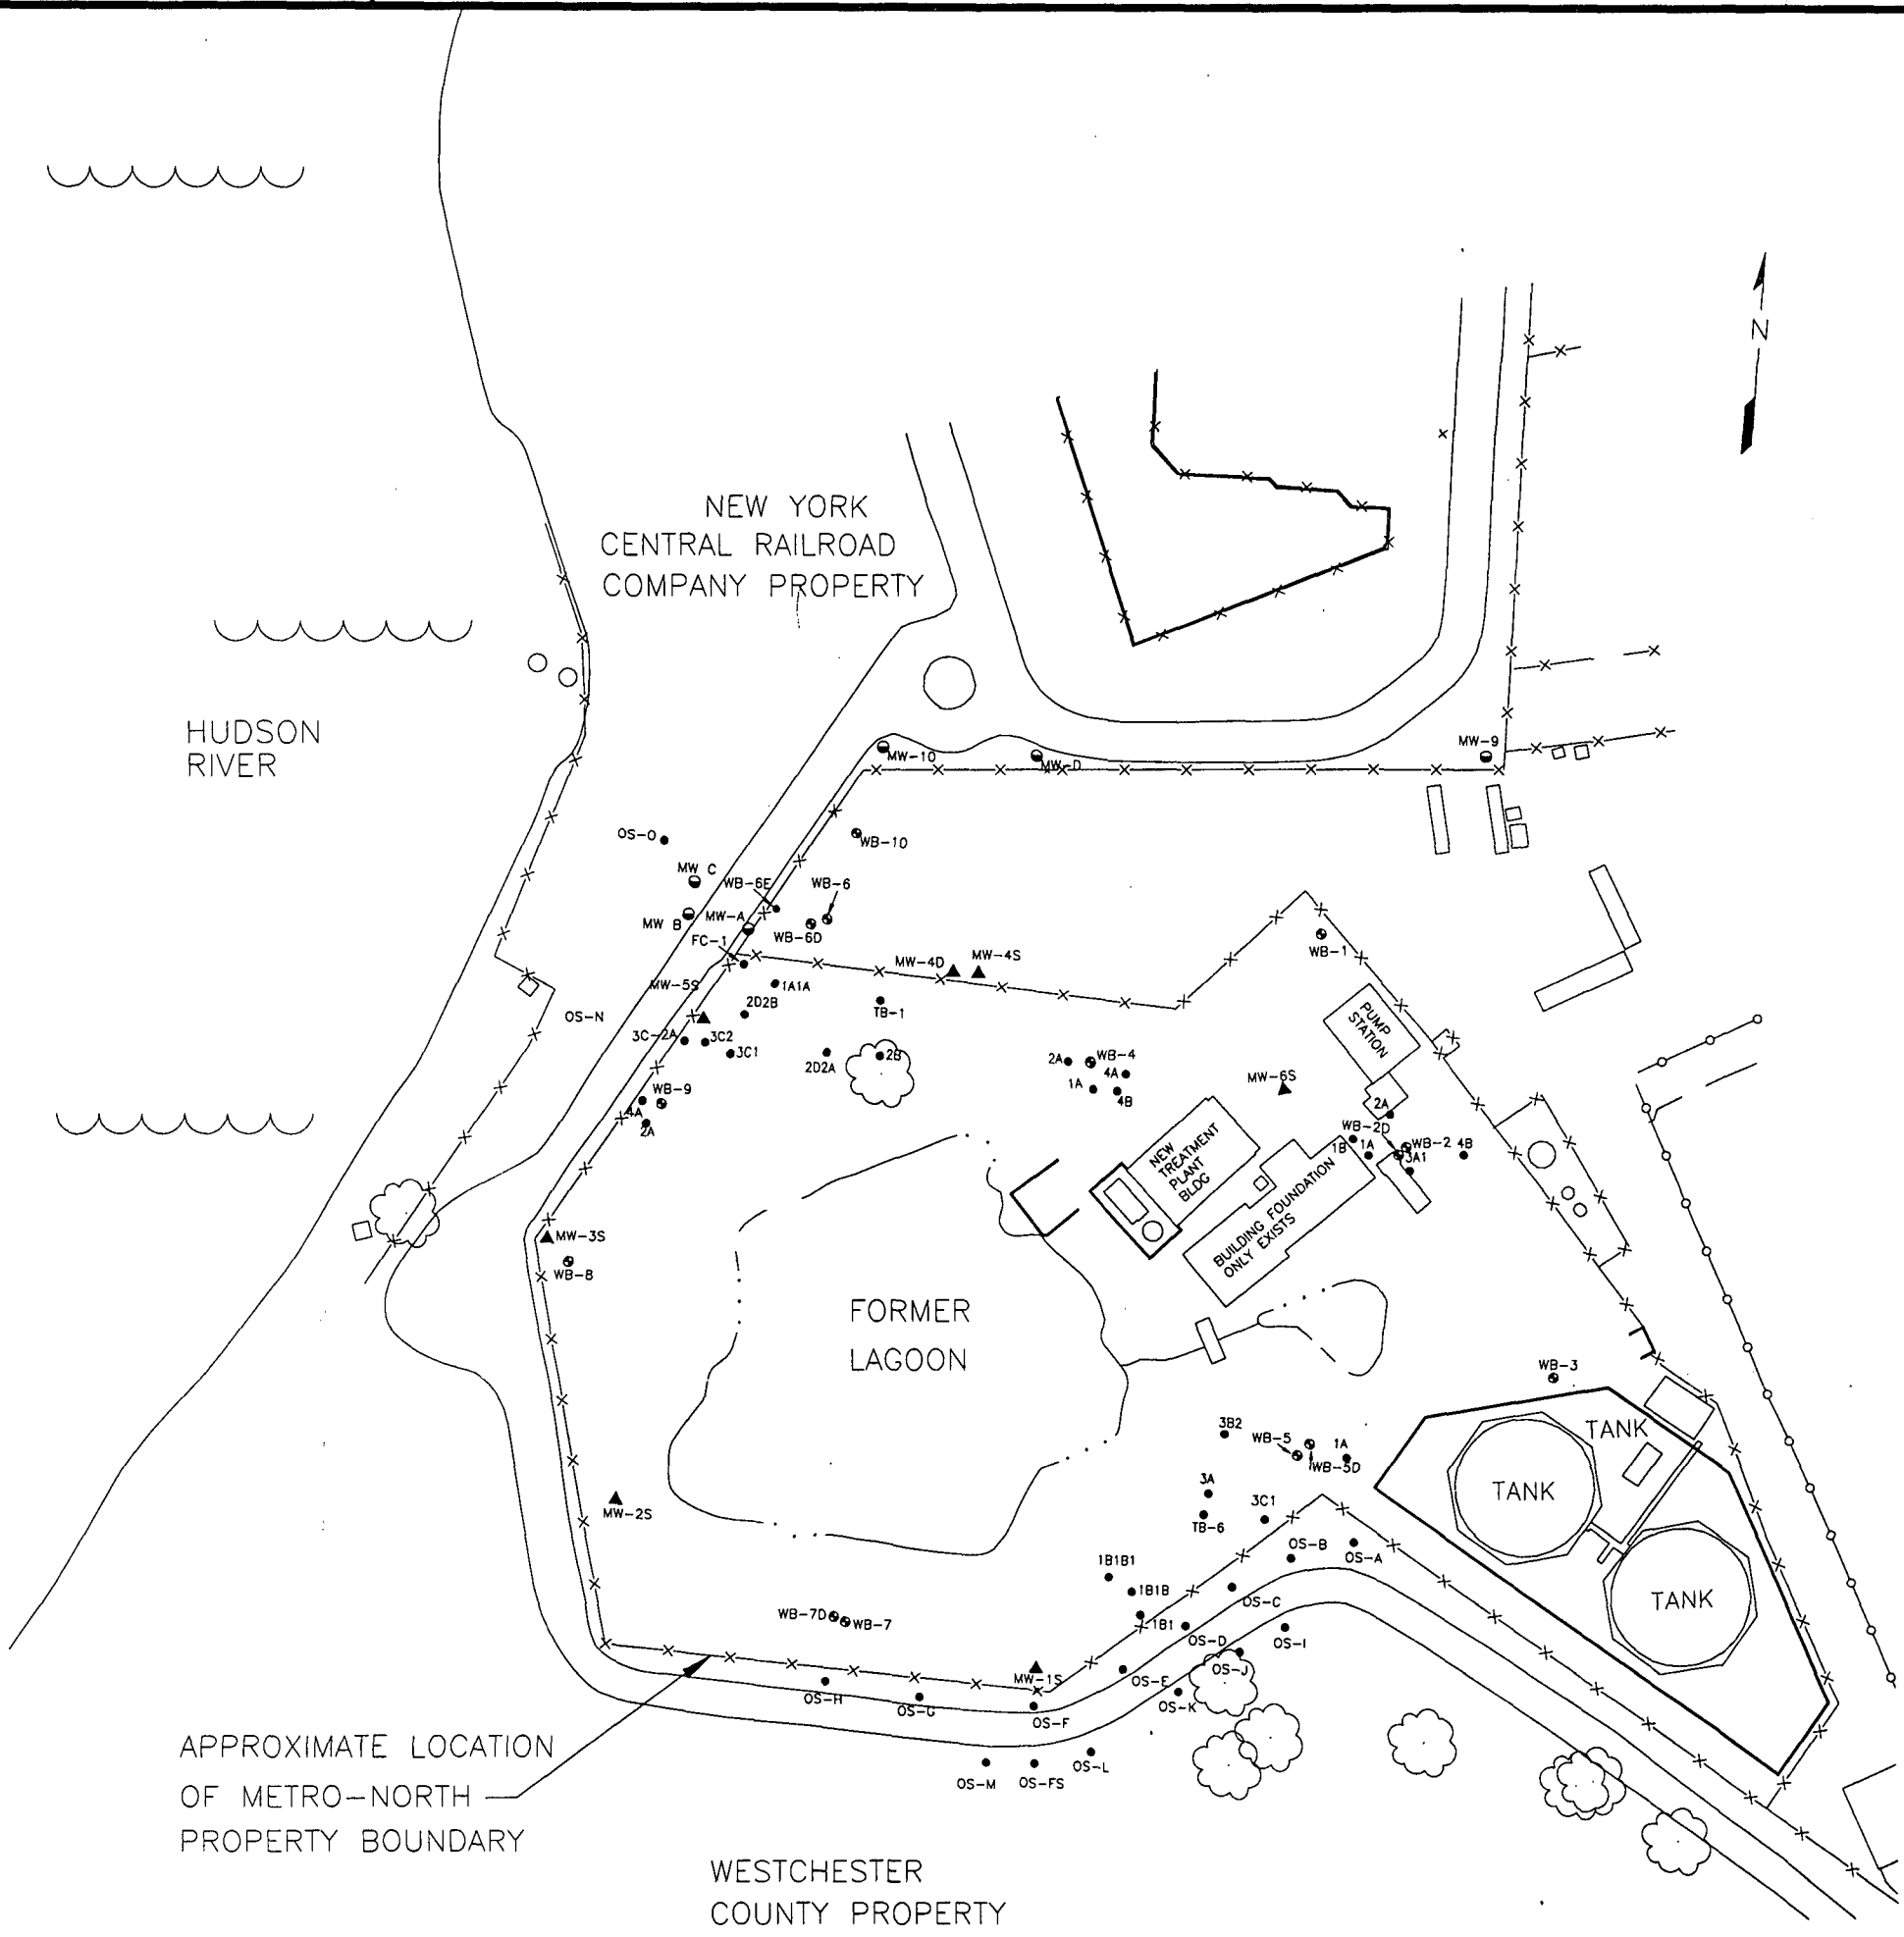 N
NEW YORK
CENTRAL RAILROAD
COMPANY PROPERTY
HUDSON
RIVER
MW-10
MW-D
MW-9
OS-O
WB-10
MW C
WB-6E
WB-6
MW B
MW-A
WB-6D
FC-1
MW-4D
MW-4S
WB-1
MW-5S
1A1A
2D2B
TB-1
OS-N
PUMP
STATION
3C-2A
3C2
3C1
2D2A
2B
2A
WB-4
4A
1A
4B
MW-6S
WB-9
4A
2A
2A
WB-2D
1B
1A
WB-2
4B
3A1
NEW
TREATMENT
PLANT
BLDG
BUILDING FOUNDATION
ONLY EXISTS
MW-3S
WB-8
FORMER
LAGOON
WB-3
3B2
WB-5
1A
WB-5D
TANK
TANK
TANK
3A
3C1
TB-6
MW-2S
OS-B
OS-A
1B1B1
1B1B
OS-C
WB-7D
WB-7
1B1
OS-D
OS-I
MW-1S
OS-E
OS-J
OS-H
OS-G
OS-F
OS-K
OS-M
OS-FS
OS-L
APPROXIMATE LOCATION
OF METRO-NORTH
PROPERTY BOUNDARY
WESTCHESTER
COUNTY PROPERTY